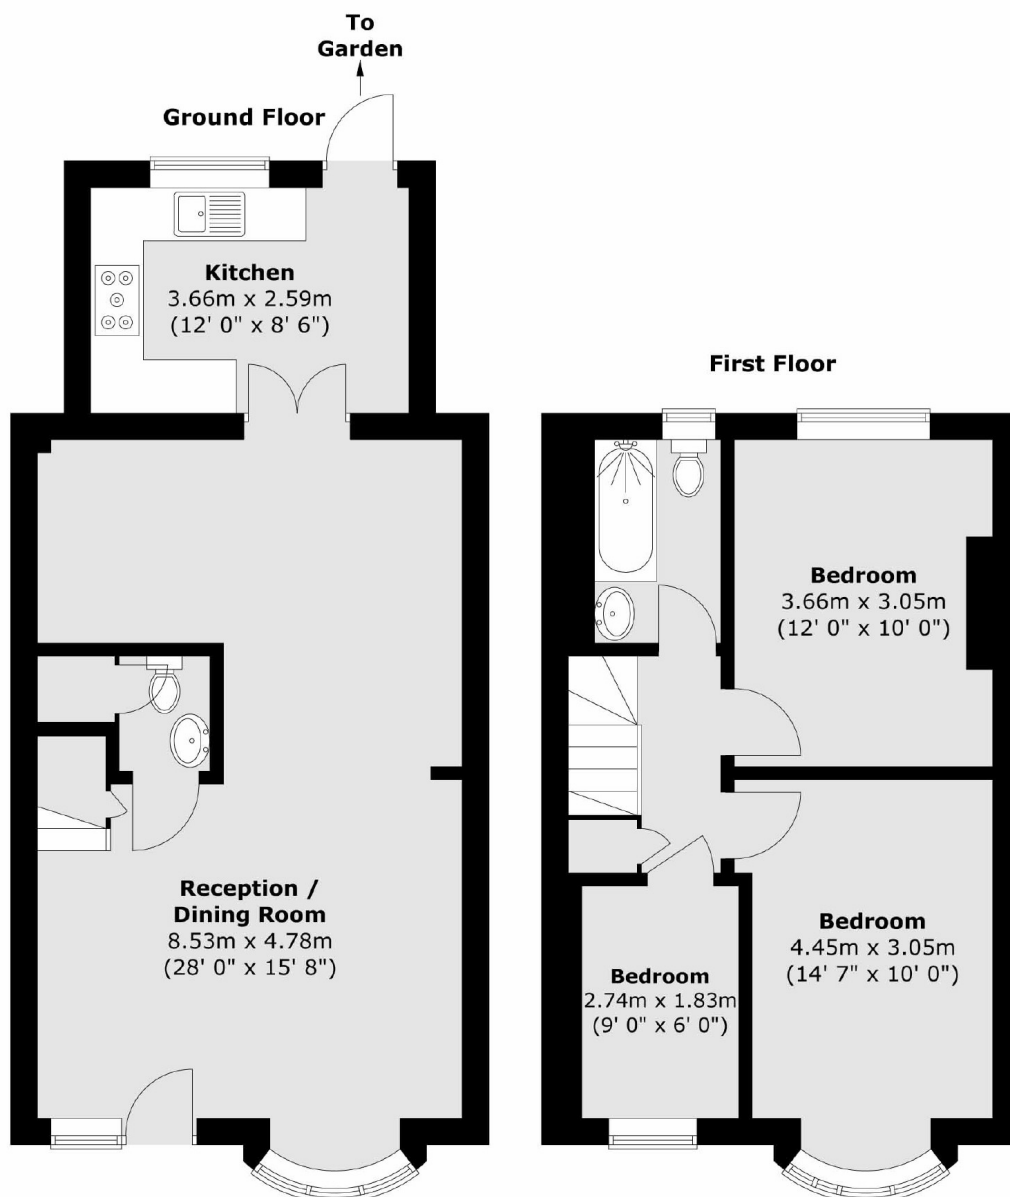 To
Garden
Ground Floor
Kitchen
3.66m x 2.59m
(12' 0" x 8' 6")
First Floor
Bedroom
3.66m x 3.05m
(12' 0" x 10' 0")
Reception /
Dining Room
8.53m x 4.78m
(28' 0" x 15' 8")
Bedroom
4.45m x 3.05m
(14' 7" x 10' 0")
Bedroom
2.74m x 1.83m
(9' 0" x 6' 0")